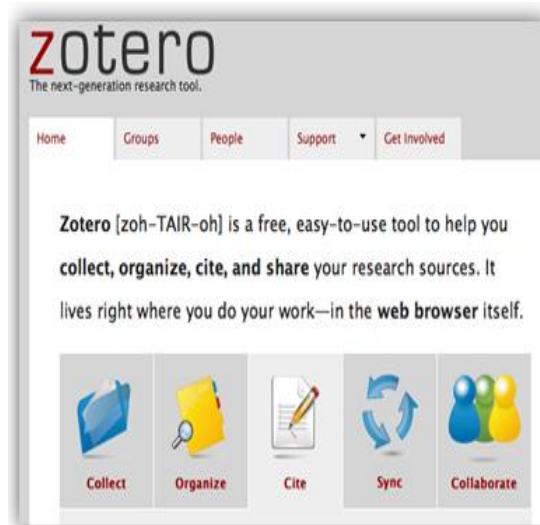 zotero
The next-generation research tool.
Home Groups People Support Get Involved
Zotero [zoh-TAIR-oh] is a free, easy-to-use tool to help you
collect, organize, cite, and share your research sources. It
lives right where you do your work—in the web browser itself.
Collect Organize Cite Sync Collaborate